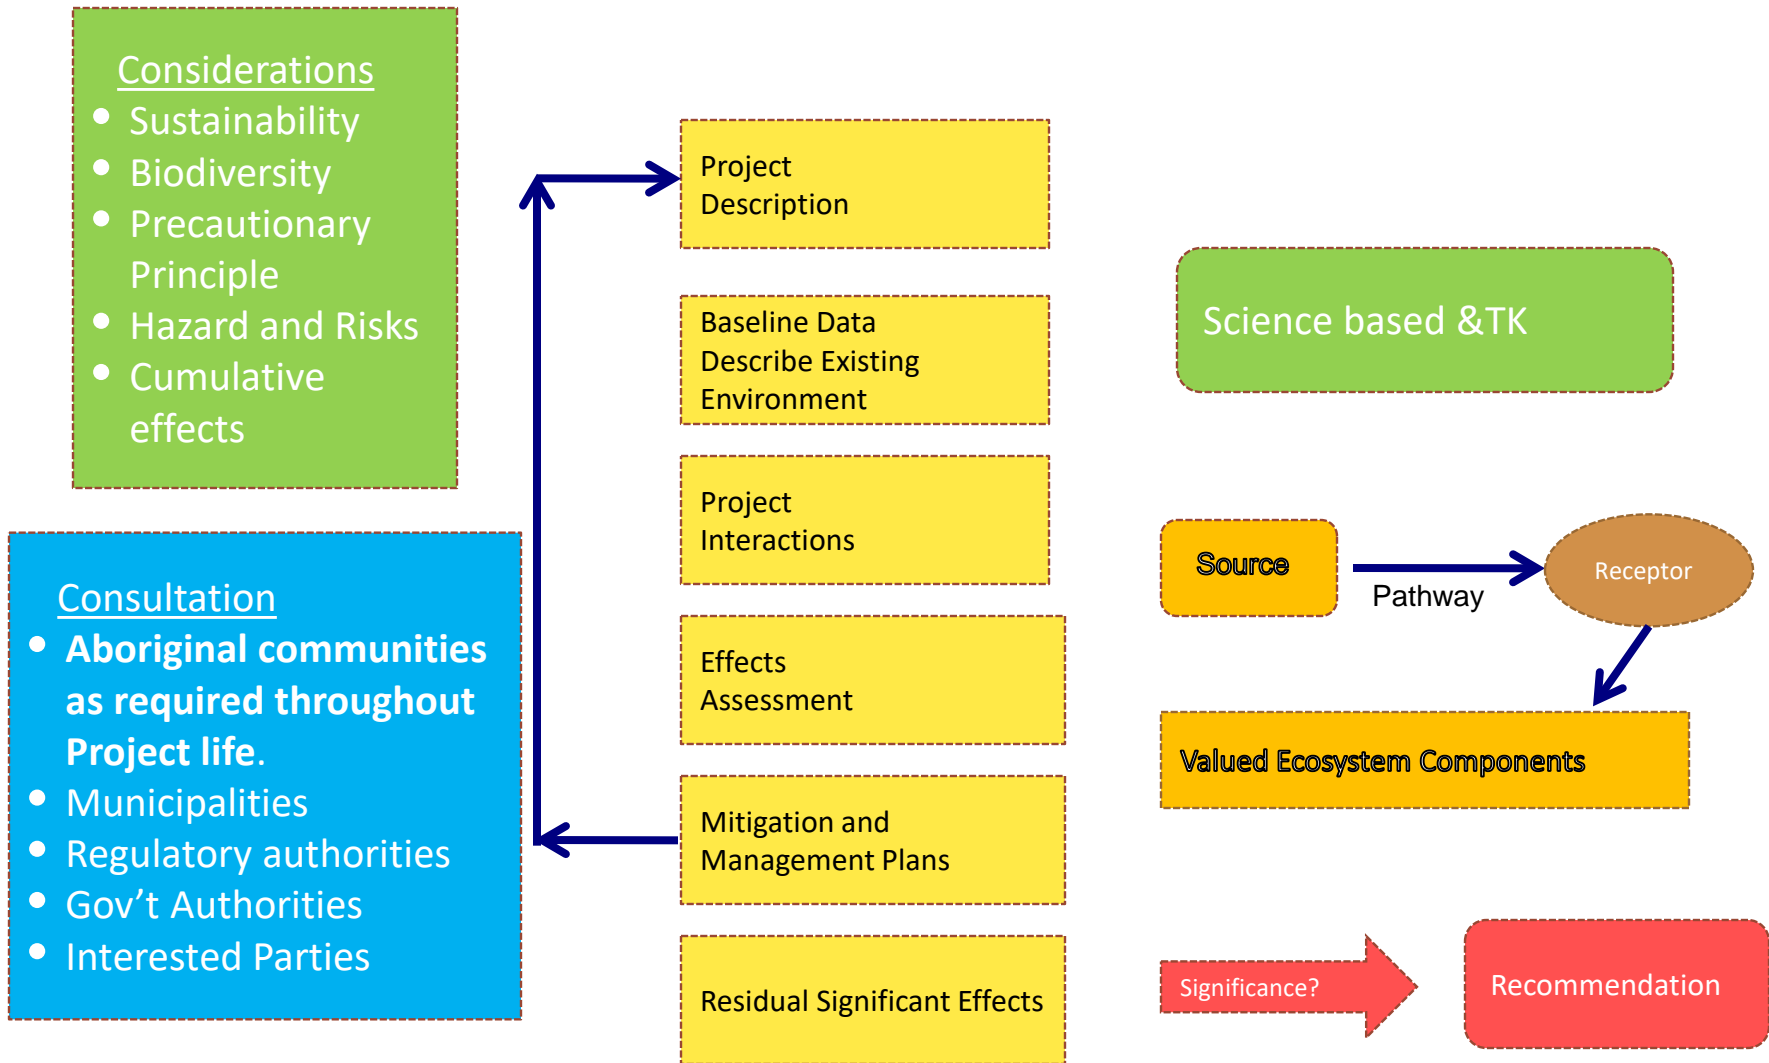 Considerations
• Sustainability
• Biodiversity
• Precautionary
Principle
• Hazard and Risks
• Cumulative
effects
Consultation
• Aboriginal communities
as required throughout
Project life.
• Municipalities
• Regulatory authorities
• Gov’t Authorities
• Interested Parties
Project
Description
Baseline Data
Describe Existing
Environment
Project
Interactions
Effects
Assessment
Mitigation and
Management Plans
Residual Significant Effects
Science based &TK
Source
Pathway
Receptor
Valued Ecosystem Components
Significance?
Recommendation